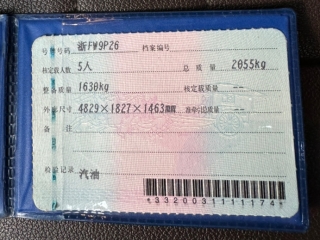 号牌号码 浙FW9P26 档案编号
核定载人数 5人 总质量 2055kg
整备质量 1630kg 核定载质量 --
外廓尺寸 4829×1827×1463mm 准牵引总质量 --
备注
检验记录 汽油
*3320031111174*